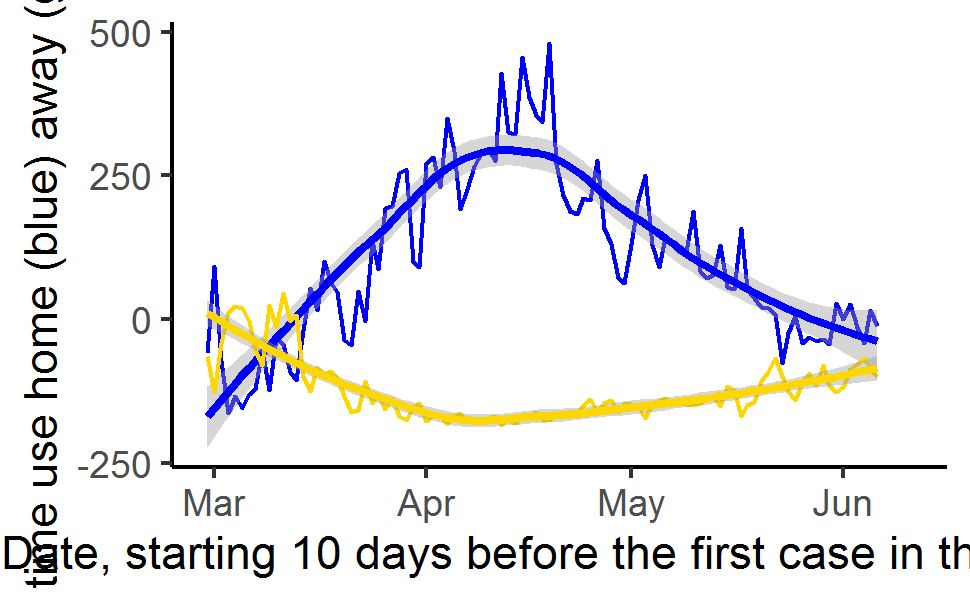 time use home (blue) away (
500
250
0
-250
Mar Apr May Jun
Date, starting 10 days before the first case in th